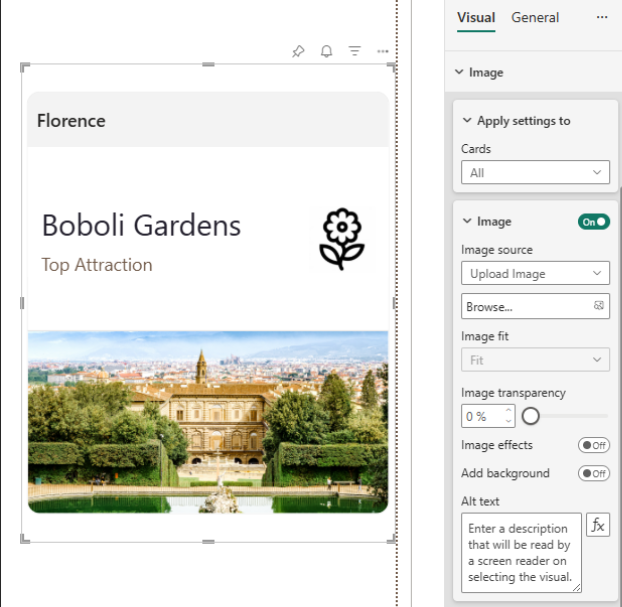 Visual General
Image
Florence
Boboli Gardens
Top Attraction
Apply settings to
Cards
All
Image On
Image source
Upload Image
Browse...
Image fit
Fit
Image transparency
0 %
Image effects Off
Add background Off
Alt text
Enter a description
that will be read by
a screen reader on
selecting the visual.
fx